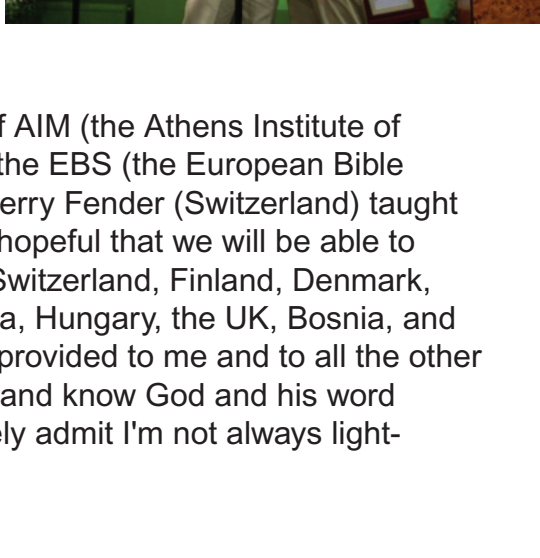 AIM (the Athens Institute of
the EBS (the European Bible
erry Fender (Switzerland) taught
hopeful that we will be able to
Switzerland, Finland, Denmark,
a, Hungary, the UK, Bosnia, and
provided to me and to all the other
and know God and his word
ely admit I'm not always light-